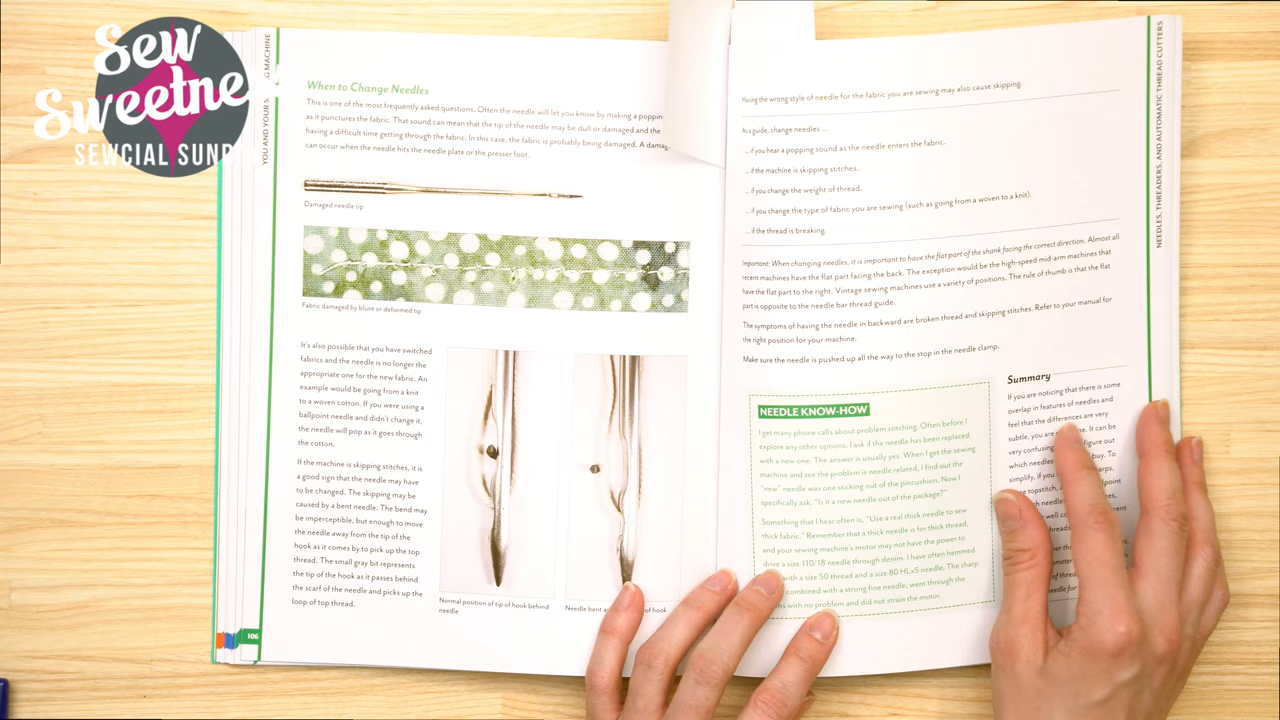 Sew
Sweetne
SEWCIAL SUND
G MACHINE
YOU AND YOUR S
When to Change Needles
This is one of the most frequently asked questions. Often the needle will let you know by making a poppin
as it punctures the fabric. That sound can mean that the tip of the needle may be dull or damaged and the
having a difficult time getting through the fabric. In this case, the fabric is probably being damaged. A damag
can occur when the needle hits the needle plate or the presser foot.
Damaged needle tip
Fabric damaged by blunt or deformed tip
It's also possible that you have switched
fabrics and the needle is no longer the
appropriate one for the new fabric. An
example would be going from a knit
to a woven cotton. If you were using a
ballpoint needle and didn't change it,
the needle will pop as it goes through
the cotton.
If the machine is skipping stitches, it is
a good sign that the needle may have
to be changed. The skipping may be
caused by a bent needle. The bend may
be imperceptible, but enough to move
the needle away from the tip of the
hook as it comes by to pick up the top
thread. The small gray bit represents
the tip of the hook as it passes behind
the scarf of the needle and picks up the
loop of top thread.
Normal position of tip of hook behind
needle
Needle bent of hook
106
Having the wrong style of needle for the fabric you are sewing may also cause skipping.
As a guide, change needles ...
...if you hear a popping sound as the needle enters the fabric.
...if the machine is skipping stitches.
...if you change the weight of thread.
...if you change the type of fabric you are sewing (such as going from a woven to a knit).
...if the thread is breaking.
Important: When changing needles, it is important to have the flat part of the shank facing the correct direction. Almost all
recent machines have the flat part facing the back. The exception would be the high-speed mid-arm machines that
have the flat part to the right. Vintage sewing machines use a variety of positions. The rule of thumb is that the flat
part is opposite to the needle bar thread guide.
The symptoms of having the needle in backward are broken thread and skipping stitches. Refer to your manual for
the right position for your machine.
Make sure the needle is pushed up all the way to the stop in the needle clamp.
NEEDLE KNOW-HOW
I get many phone calls about problem stitching. Often before I
explore any other options, I ask if the needle has been replaced
with a new one. The answer is usually yes. When I get the sewing
machine and see the problem is needle related, I find out the
"new" needle was one sticking out of the pincushion. Now I
specifically ask, "Is it a new needle out of the package?"
Something that I hear often is, "Use a real thick needle to sew
thick fabric." Remember that a thick needle is for thick thread,
and your sewing machine's motor may not have the power to
drive a size 110/18 needle through denim. I have often hemmed
with a size 50 thread and a size 80 HLx5 needle. The sharp
combined with a strong fine needle, went through the
with no problem and did not strain the motor.
Summary
If you are noticing that there is some
overlap in features of needles and
feel that the differences are very
subtle, you are It can be
very confusing figure out
which needles buy. To
simplify, if you
topstitch,
needle
well
threads
NEEDLES, THREADERS, AND AUTOMATIC THREAD CUTTERS